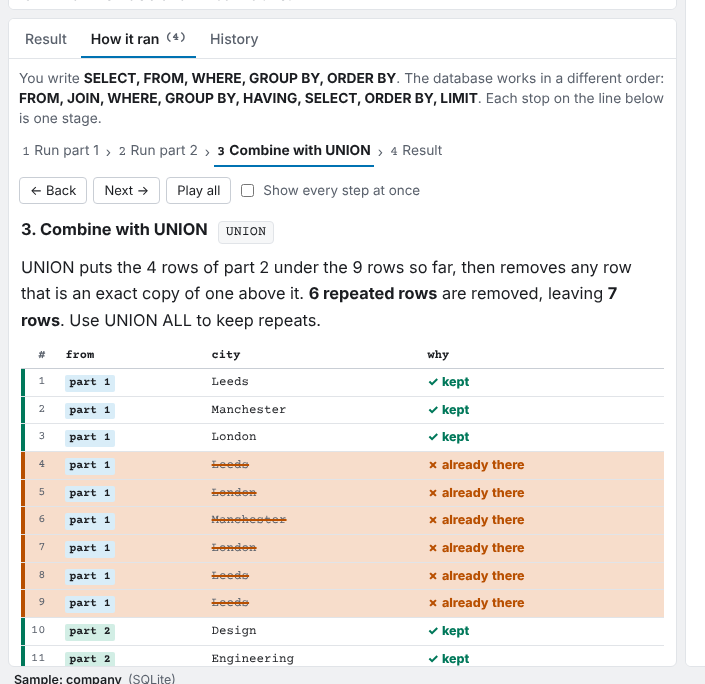 Result How it ran (4) History
You write SELECT, FROM, WHERE, GROUP BY, ORDER BY. The database works in a different order:
FROM, JOIN, WHERE, GROUP BY, HAVING, SELECT, ORDER BY, LIMIT. Each stop on the line below
is one stage.
1 Run part 1 › 2 Run part 2 › 3 Combine with UNION › 4 Result
← Back Next → Play all Show every step at once
3. Combine with UNION UNION
UNION puts the 4 rows of part 2 under the 9 rows so far, then removes any row
that is an exact copy of one above it. 6 repeated rows are removed, leaving 7
rows. Use UNION ALL to keep repeats.
# from city why
1 part 1 Leeds ✓ kept
2 part 1 Manchester ✓ kept
3 part 1 London ✓ kept
4 part 1 Leeds × already there
5 part 1 London × already there
6 part 1 Manchester × already there
7 part 1 London × already there
8 part 1 Leeds × already there
9 part 1 Leeds × already there
10 part 2 Design ✓ kept
11 part 2 Engineering ✓ kept
Sample: company (SQLite)